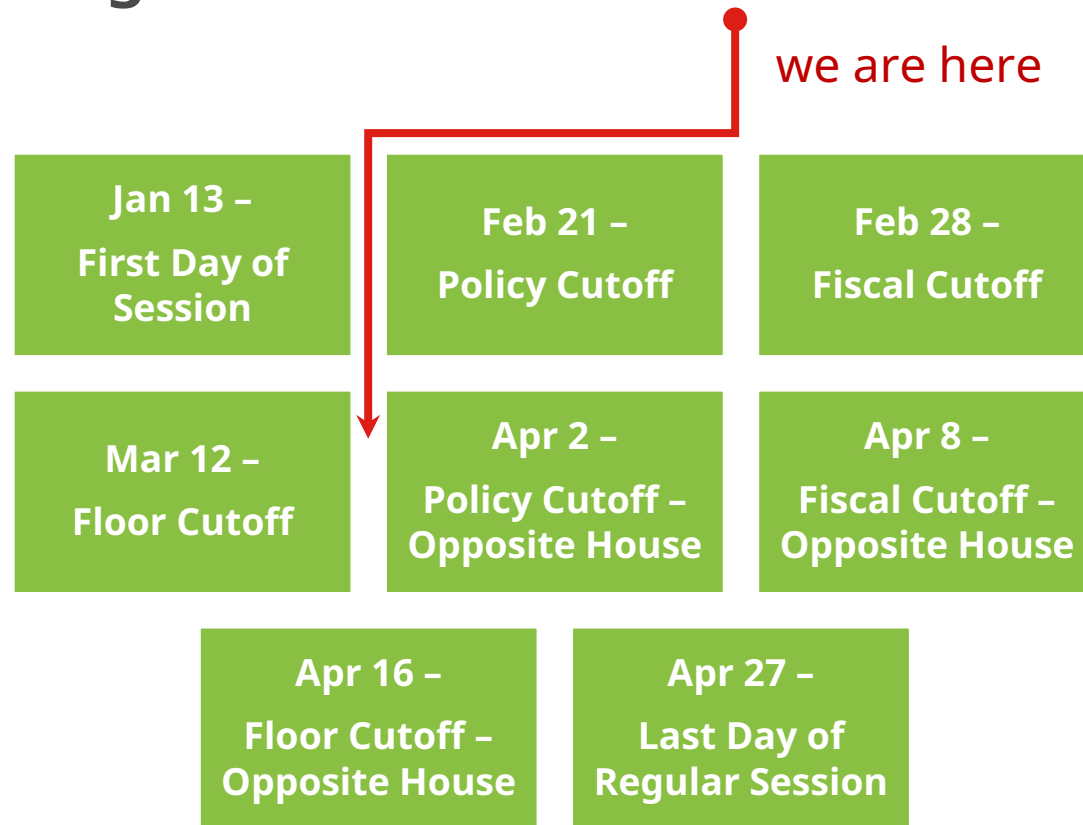 we are here
Jan 13 –
First Day of
Session
Feb 21 –
Policy Cutoff
Feb 28 –
Fiscal Cutoff
Mar 12 –
Floor Cutoff
Apr 2 –
Policy Cutoff –
Opposite House
Apr 8 –
Fiscal Cutoff –
Opposite House
Apr 16 –
Floor Cutoff –
Opposite House
Apr 27 –
Last Day of
Regular Session